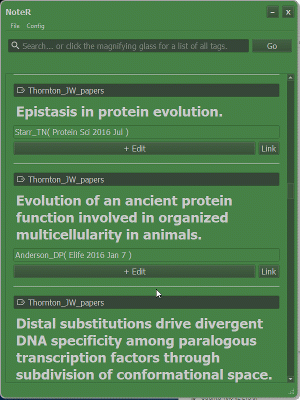 NoteR
File Config
Search... or click the magnifying glass for a list of all tags.
Go
Thornton_JW_papers
Epistasis in protein evolution.
Starr_TN( Protein Sci 2016 Jul )
+ Edit Link
Thornton_JW_papers
Evolution of an ancient protein
function involved in organized
multicellularity in animals.
Anderson_DP( Elife 2016 Jan 7 )
+ Edit Link
Thornton_JW_papers
Distal substitutions drive divergent
DNA specificity among paralogous
transcription factors through
subdivision of conformational space.